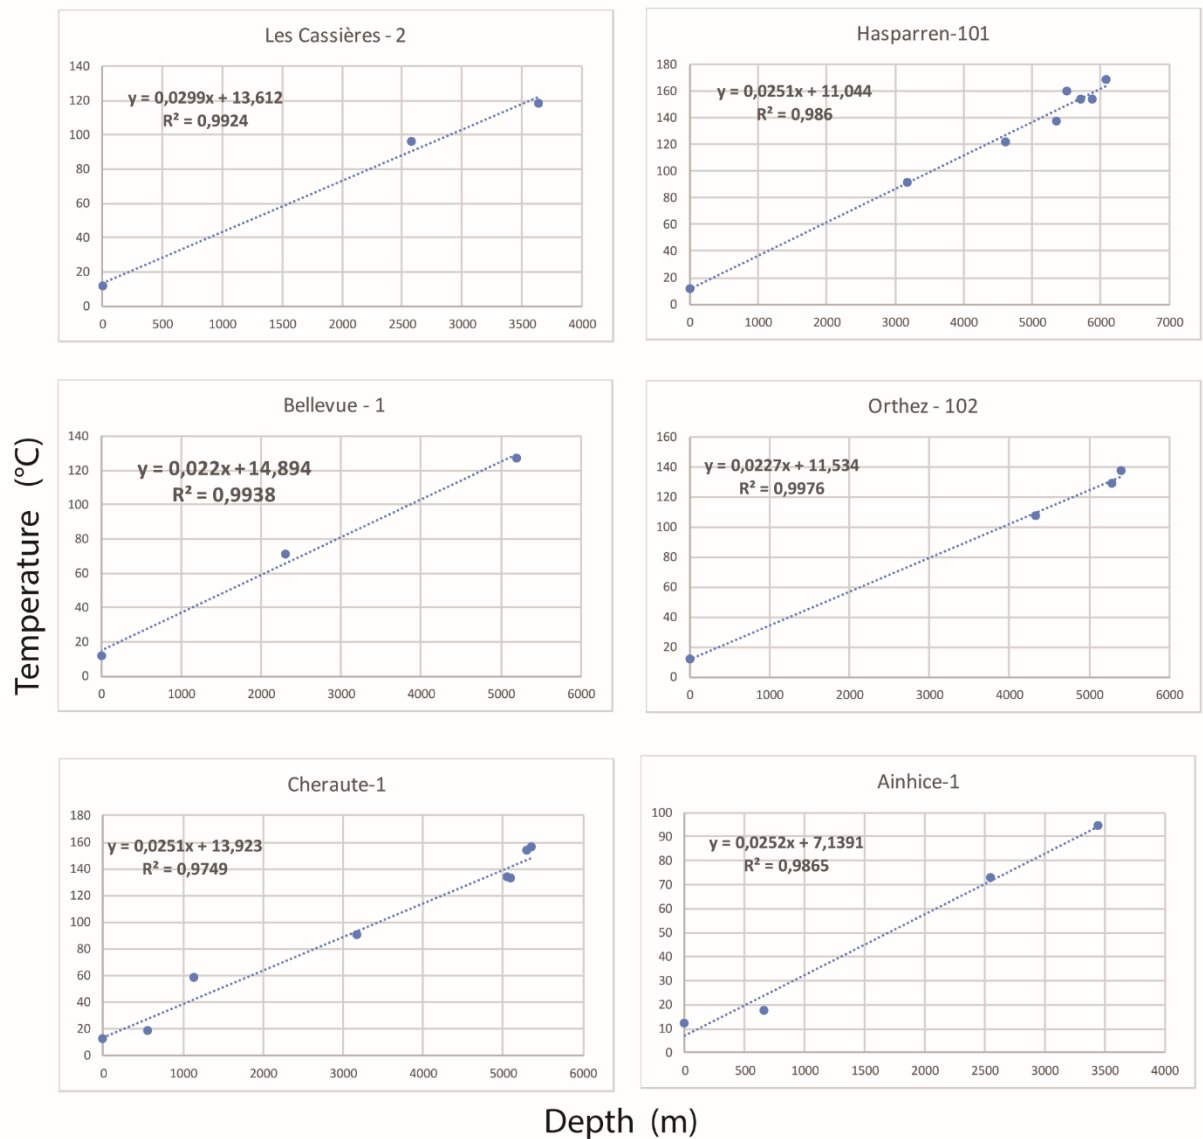 Les Cassières - 2
y = 0,0299x + 13,612
R² = 0,9924
140
120
100
80
60
40
20
0
0 500 1000 1500 2000 2500 3000 3500 4000
Hasparren-101
y = 0,0251x + 11,044
R² = 0,986
180
160
140
120
100
80
60
40
20
0
0 1000 2000 3000 4000 5000 6000 7000
Bellevue - 1
y = 0,022x + 14,894
R² = 0,9938
140
120
100
80
60
40
20
0
0 1000 2000 3000 4000 5000 6000
Orthez - 102
y = 0,0227x + 11,534
R² = 0,9976
160
140
120
100
80
60
40
20
0
0 1000 2000 3000 4000 5000 6000
Cheraute-1
y = 0,0251x + 13,923
R² = 0,9749
180
160
140
120
100
80
60
40
20
0
0 1000 2000 3000 4000 5000 6000
Ainhice-1
y = 0,0252x + 7,1391
R² = 0,9865
100
90
80
70
60
50
40
30
20
10
0
0 500 1000 1500 2000 2500 3000 3500 4000
Temperature (°C)
Depth (m)